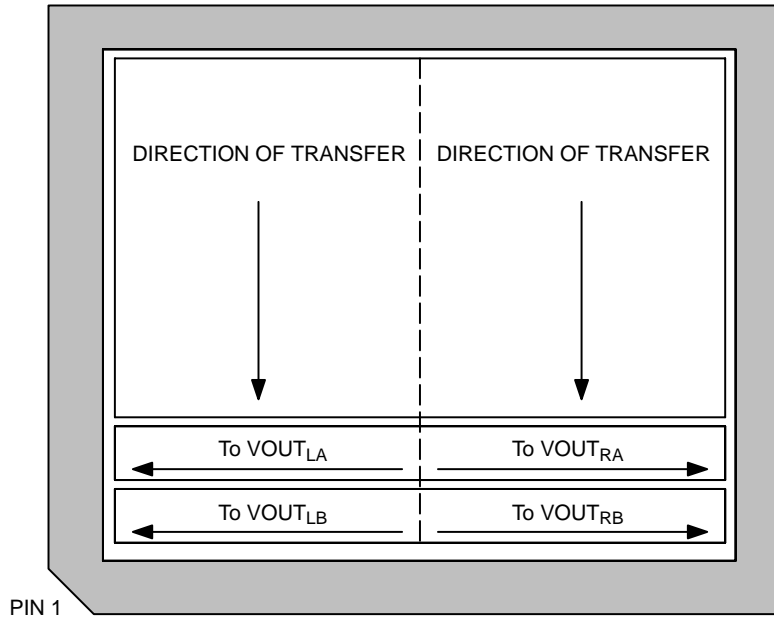 DIRECTION OF TRANSFER DIRECTION OF TRANSFER
To VOUTLA To VOUTRA
To VOUTLB To VOUTRB
PIN 1